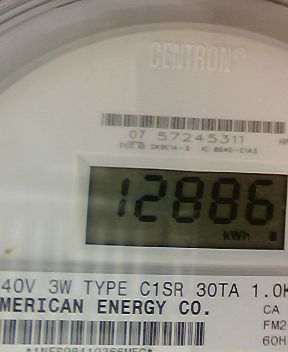 CENTRON®
07 57245311
12886
kWh
40V 3W TYPE C1SR 30TA 1.0K
MERICAN ENERGY CO.
CA
FM2
60H